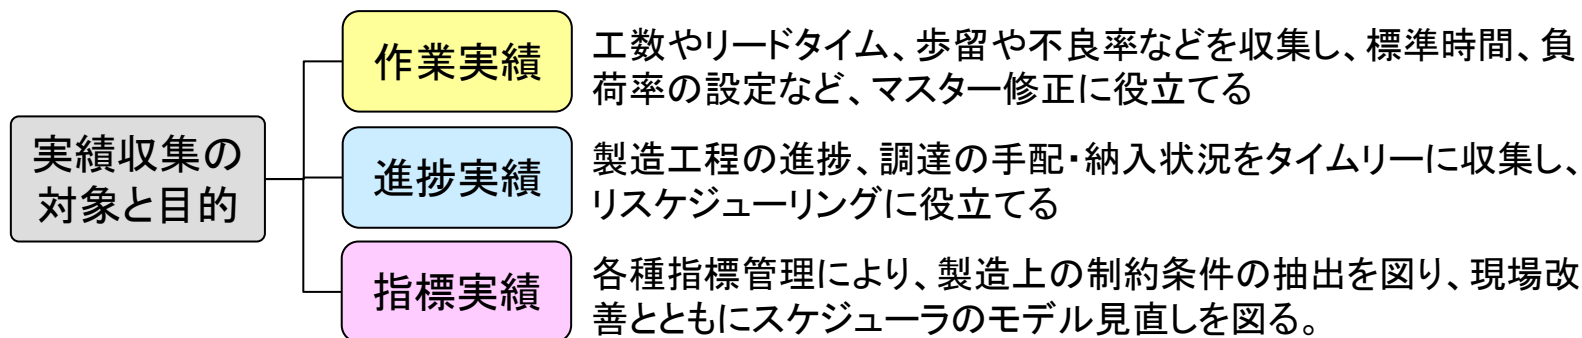 実績収集の
対象と目的
作業実績
工数やリードタイム、歩留や不良率などを収集し、標準時間、負
荷率の設定など、マスター修正に役立てる
進捗実績
製造工程の進捗、調達の手配・納入状況をタイムリーに収集し、
リスケジューリングに役立てる
指標実績
各種指標管理により、製造上の制約条件の抽出を図り、現場改
善とともにスケジューラのモデル見直しを図る。